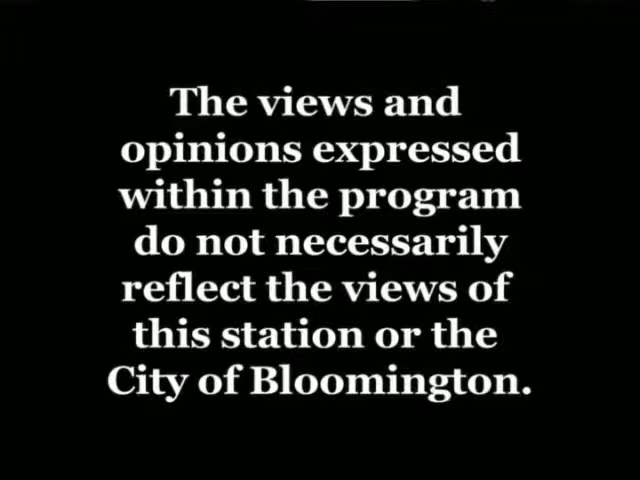 The views and
opinions expressed
within the program
do not necessarily
reflect the views of
this station or the
City of Bloomington.